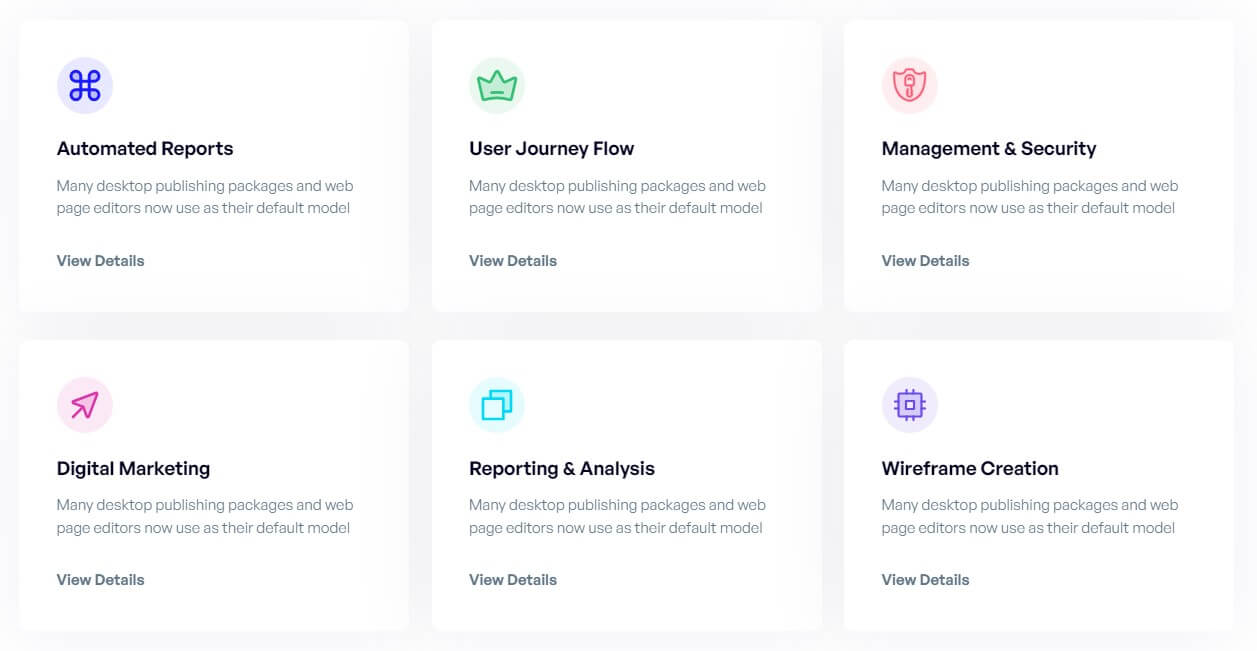 Automated Reports
Many desktop publishing packages and web
page editors now use as their default model
View Details
User Journey Flow
Many desktop publishing packages and web
page editors now use as their default model
View Details
Management & Security
Many desktop publishing packages and web
page editors now use as their default model
View Details
Digital Marketing
Many desktop publishing packages and web
page editors now use as their default model
View Details
Reporting & Analysis
Many desktop publishing packages and web
page editors now use as their default model
View Details
Wireframe Creation
Many desktop publishing packages and web
page editors now use as their default model
View Details